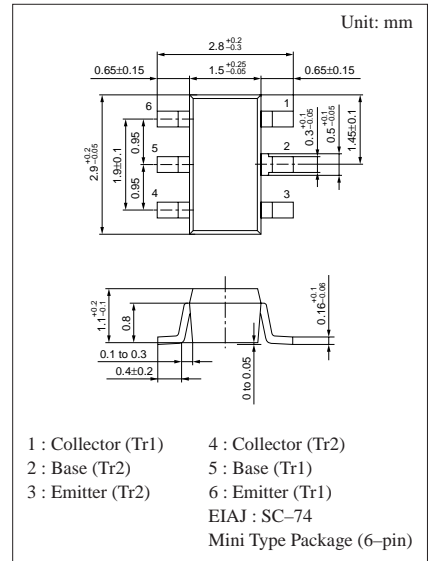 Unit: mm
2.8 +0.2 −0.3
0.65±0.15 1.5 +0.25 −0.05 0.65±0.15
6 1
5 2
4 3
2.9 +0.2 −0.05
1.9±0.1
0.95
0.95
0.3 +0.1 −0.05
0.5 +0.1 −0.05
1.45±0.1
1.1 +0.2 −0.1
0.8
0.16 +0.1 −0.06
0.1 to 0.3
0.4±0.2
0 to 0.05
1 : Collector (Tr1) 4 : Collector (Tr2)
2 : Base (Tr2) 5 : Base (Tr1)
3 : Emitter (Tr2) 6 : Emitter (Tr1)
EIAJ : SC–74
Mini Type Package (6–pin)